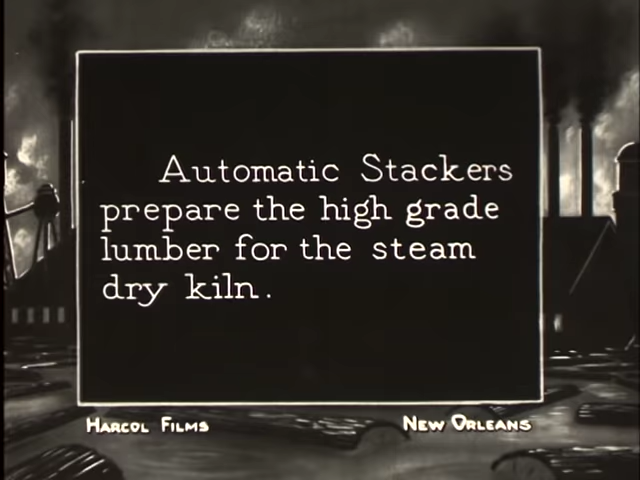 Automatic Stackers
prepare the high grade
lumber for the steam
dry kiln.
Harcol Films
New Orleans